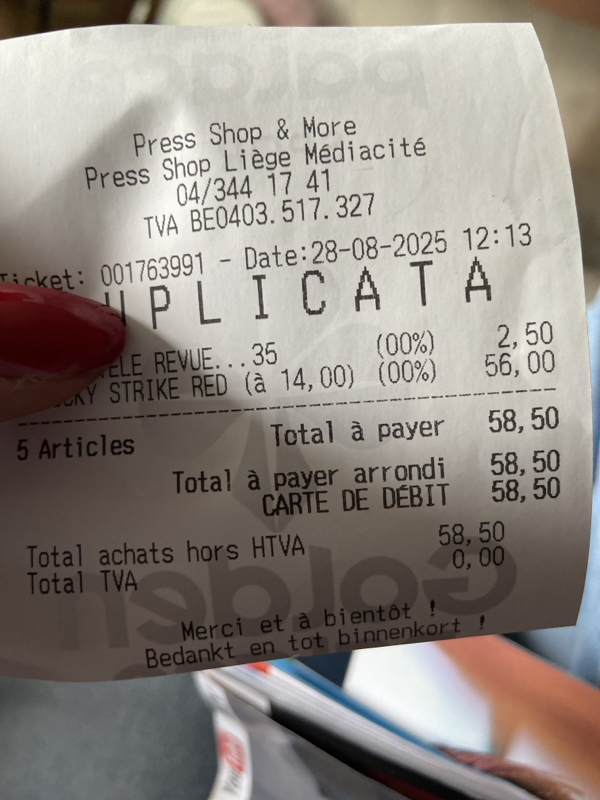 Press Shop & More
Press Shop Liège Médiacité
04/344 17 41
TVA BE0403.517.327
Ticket: 001763991 - Date:28-08-2025 12:13
UPLICATA
ELE REVUE...35 (00%) 2,50
KY STRIKE RED (à 14,00) (00%) 56,00
5 Articles Total à payer 58,50
Total à payer arrondi 58,50
CARTE DE DÉBIT 58,50
Total achats hors HTVA 58,50
Total TVA 0,00
Merci et à bientôt !
Bedankt en tot binnenkort !
Golden